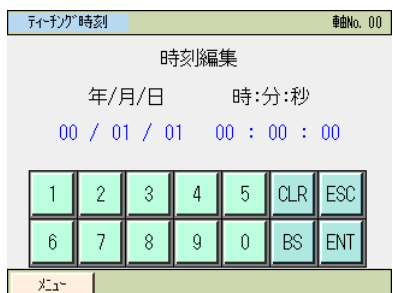 ﾃｨｰﾁﾝｸﾞ時刻 軸No. 00
時刻編集
年/月/日 時:分:秒
00 / 01 / 01 00 : 00 : 00
1 2 3 4 5 CLR ESC
6 7 8 9 0 BS ENT
ﾒﾆｭｰ